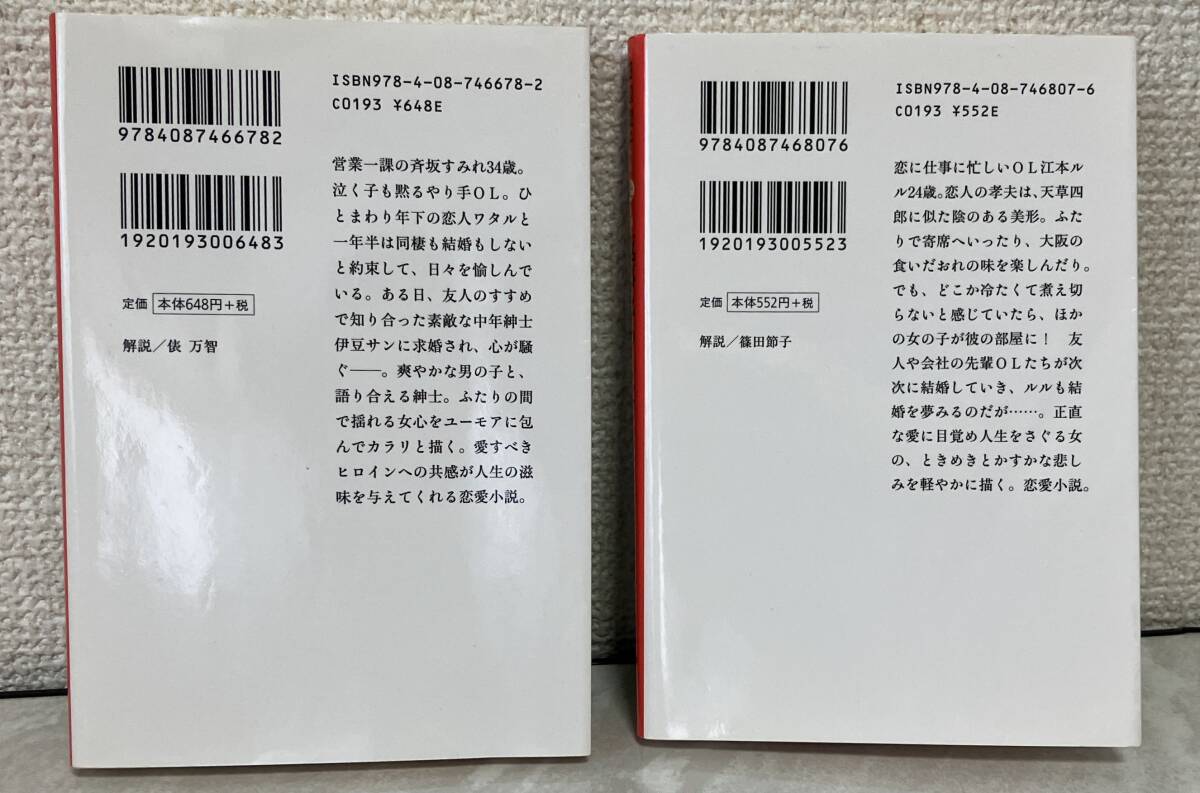 ISBN978-4-08-746678-2
C0193 ¥648E
9784087466782
1920193006483
定価 本体648円+税
解説/俵 万智
営業一課の斉坂すみれ34歳。
泣く子も黙るやり手OL。ひ
とまわり年下の恋人ワタルと
一年半は同棲も結婚もしない
と約束して、日々を愉しんで
いる。ある日、友人のすすめ
で知り合った素敵な中年紳士
伊豆サンに求婚され、心が騒
ぐ――。爽やかな男の子と、
語り合える紳士。ふたりの間
で揺れる女心をユーモアに包
んでカラリと描く。愛すべき
ヒロインへの共感が人生の滋
味を与えてくれる恋愛小説。
ISBN978-4-08-746807-6
C0193 ¥552E
9784087468076
1920193005523
定価 本体552円+税
解説/篠田節子
恋に仕事に忙しいOL江本ル
ル24歳。恋人の孝夫は、天草四
郎に似た陰のある美形。ふた
りで寄席へいったり、大阪の
食いだおれの味を楽しんだり。
でも、どこか冷たくて煮え切
らないと感じていたら、ほか
の女の子が彼の部屋に! 友
人や会社の先輩OLたちが次
次に結婚していき、ルルも結
婚を夢みるのだが……。正直
な愛に目覚め人生をさぐる女
の、ときめきとかすかな悲し
みを軽やかに描く。恋愛小説。